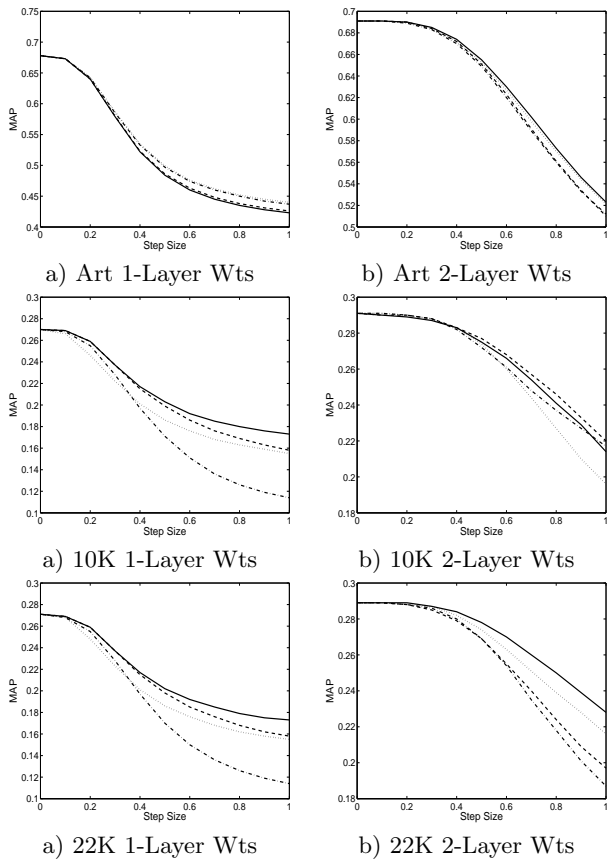 0.75
0.7
0.65
0.6
0.55
0.5
0.45
0.4
MAP
0 0.2 0.4 0.6 0.8 1
Step Size
a) Art 1-Layer Wts
0.7
0.68
0.66
0.64
0.62
0.6
0.58
0.56
0.54
0.52
0.5
MAP
0 0.2 0.4 0.6 0.8 1
Step Size
b) Art 2-Layer Wts
0.3
0.28
0.26
0.24
0.22
0.2
0.18
0.16
0.14
0.12
0.1
MAP
0 0.2 0.4 0.6 0.8 1
Step Size
a) 10K 1-Layer Wts
0.3
0.28
0.26
0.24
0.22
0.2
0.18
MAP
0 0.2 0.4 0.6 0.8 1
Step Size
b) 10K 2-Layer Wts
0.3
0.28
0.26
0.24
0.22
0.2
0.18
0.16
0.14
0.12
0.1
MAP
0 0.2 0.4 0.6 0.8 1
Step Size
a) 22K 1-Layer Wts
0.3
0.28
0.26
0.24
0.22
0.2
0.18
MAP
0 0.2 0.4 0.6 0.8 1
Step Size
b) 22K 2-Layer Wts